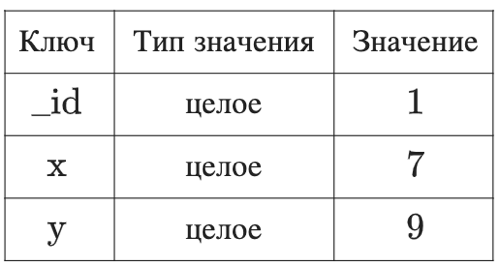 Ключ Тип значения Значение
_id целое 1
x целое 7
y целое 9